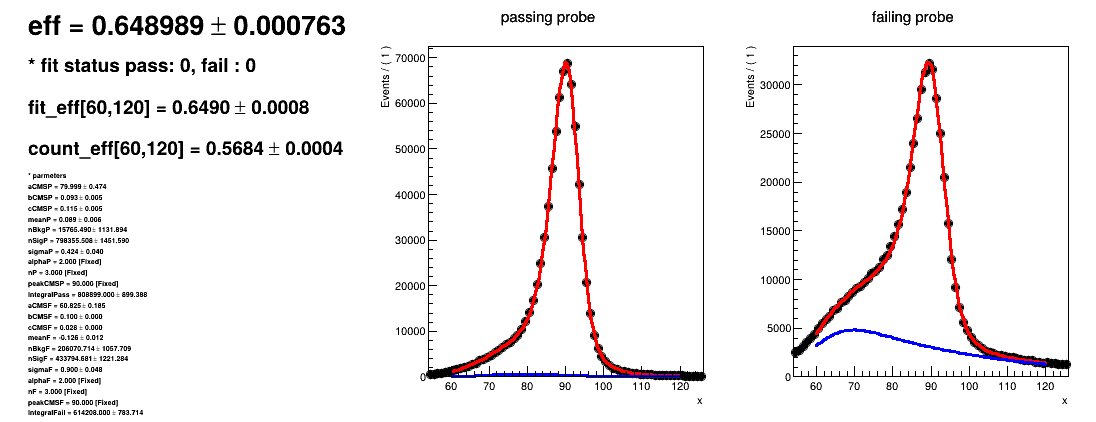 eff = 0.648989 ± 0.000763
* fit status pass: 0, fail : 0
fit_eff[60,120] = 0.6490 ± 0.0008
count_eff[60,120] = 0.5684 ± 0.0004
* parmeters
aCMSP = 79.999 ± 0.474
bCMSP = 0.093 ± 0.005
cCMSP = 0.115 ± 0.005
meanP = 0.089 ± 0.006
nBkgP = 15765.490 ± 1131.894
nSigP = 798355.508 ± 1451.590
sigmaP = 0.424 ± 0.040
alphaP = 2.000 [Fixed]
nP = 3.000 [Fixed]
peakCMSP = 90.000 [Fixed]
integralPass = 808899.000 ± 899.388
aCMSF = 60.825 ± 0.185
bCMSF = 0.100 ± 0.000
cCMSF = 0.028 ± 0.000
meanF = -0.126 ± 0.012
nBkgF = 206070.714 ± 1057.709
nSigF = 433794.681 ± 1221.284
sigmaF = 0.900 ± 0.048
alphaF = 2.000 [Fixed]
nF = 3.000 [Fixed]
peakCMSF = 90.000 [Fixed]
integralFail = 614208.000 ± 783.714
passing probe
Events / ( 1 )
70000
60000
50000
40000
30000
20000
10000
0
60 70 80 90 100 110 120
x
failing probe
Events / ( 1 )
30000
25000
20000
15000
10000
5000
0
60 70 80 90 100 110 120
x